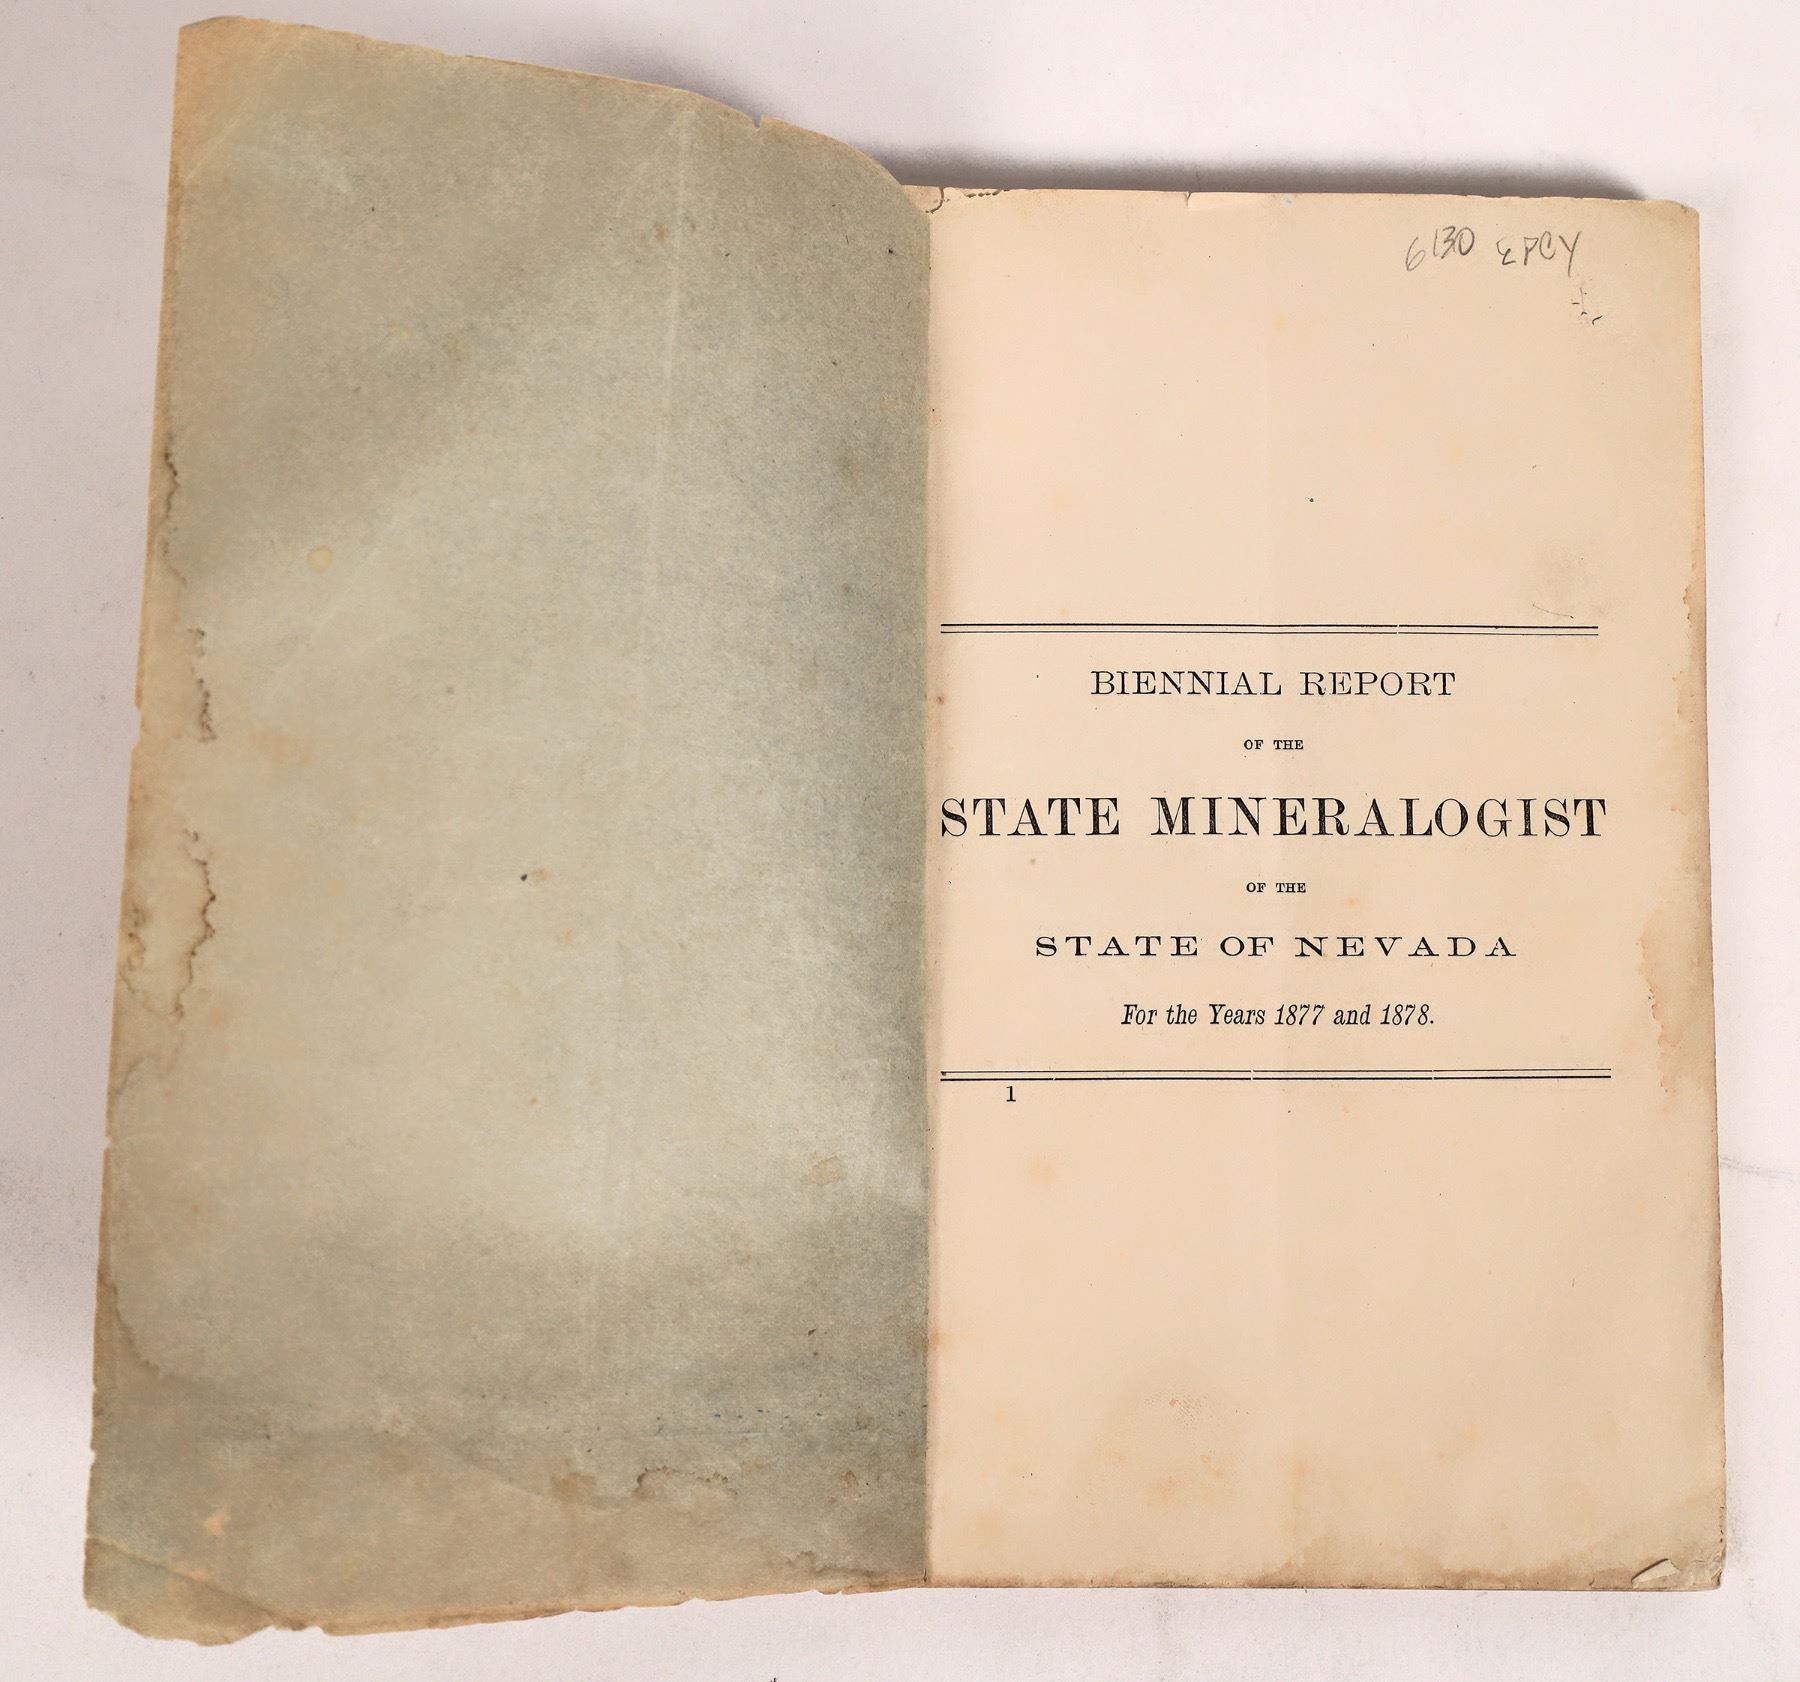 6130
BIENNIAL REPORT
OF THE
STATE MINERALOGIST
OF THE
STATE OF NEVADA
For the Years 1877 and 1878.
1